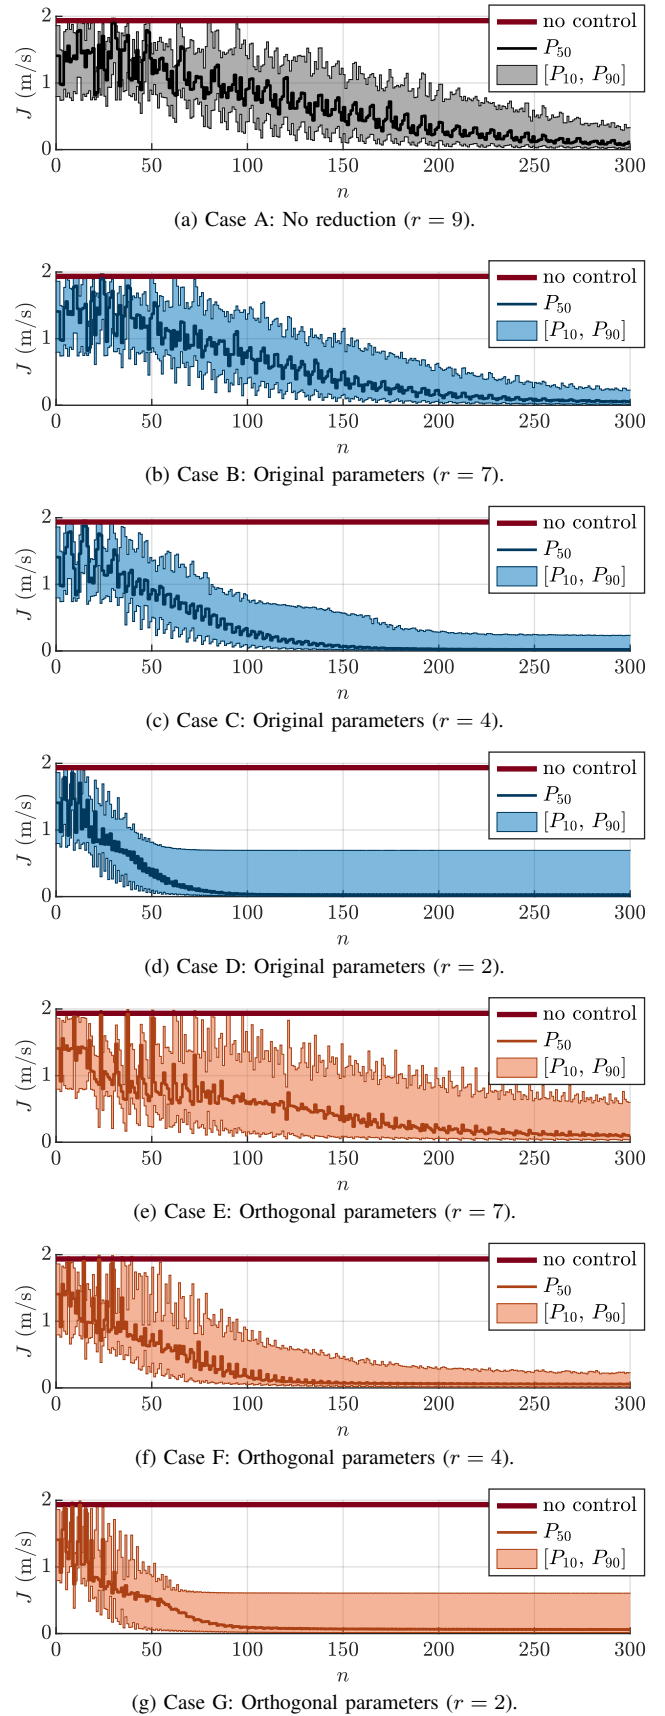 2
no control
P50
[P10, P90]
1
0
J (m/s)
0 50 100 150 200 250 300
n
(a) Case A: No reduction (r = 9).
2
no control
P50
[P10, P90]
1
0
J (m/s)
0 50 100 150 200 250 300
n
(b) Case B: Original parameters (r = 7).
2
no control
P50
[P10, P90]
1
0
J (m/s)
0 50 100 150 200 250 300
n
(c) Case C: Original parameters (r = 4).
2
no control
P50
[P10, P90]
1
0
J (m/s)
0 50 100 150 200 250 300
n
(d) Case D: Original parameters (r = 2).
2
no control
P50
[P10, P90]
1
0
J (m/s)
0 50 100 150 200 250 300
n
(e) Case E: Orthogonal parameters (r = 7).
2
no control
P50
[P10, P90]
1
0
J (m/s)
0 50 100 150 200 250 300
n
(f) Case F: Orthogonal parameters (r = 4).
2
no control
P50
[P10, P90]
1
0
J (m/s)
0 50 100 150 200 250 300
n
(g) Case G: Orthogonal parameters (r = 2).